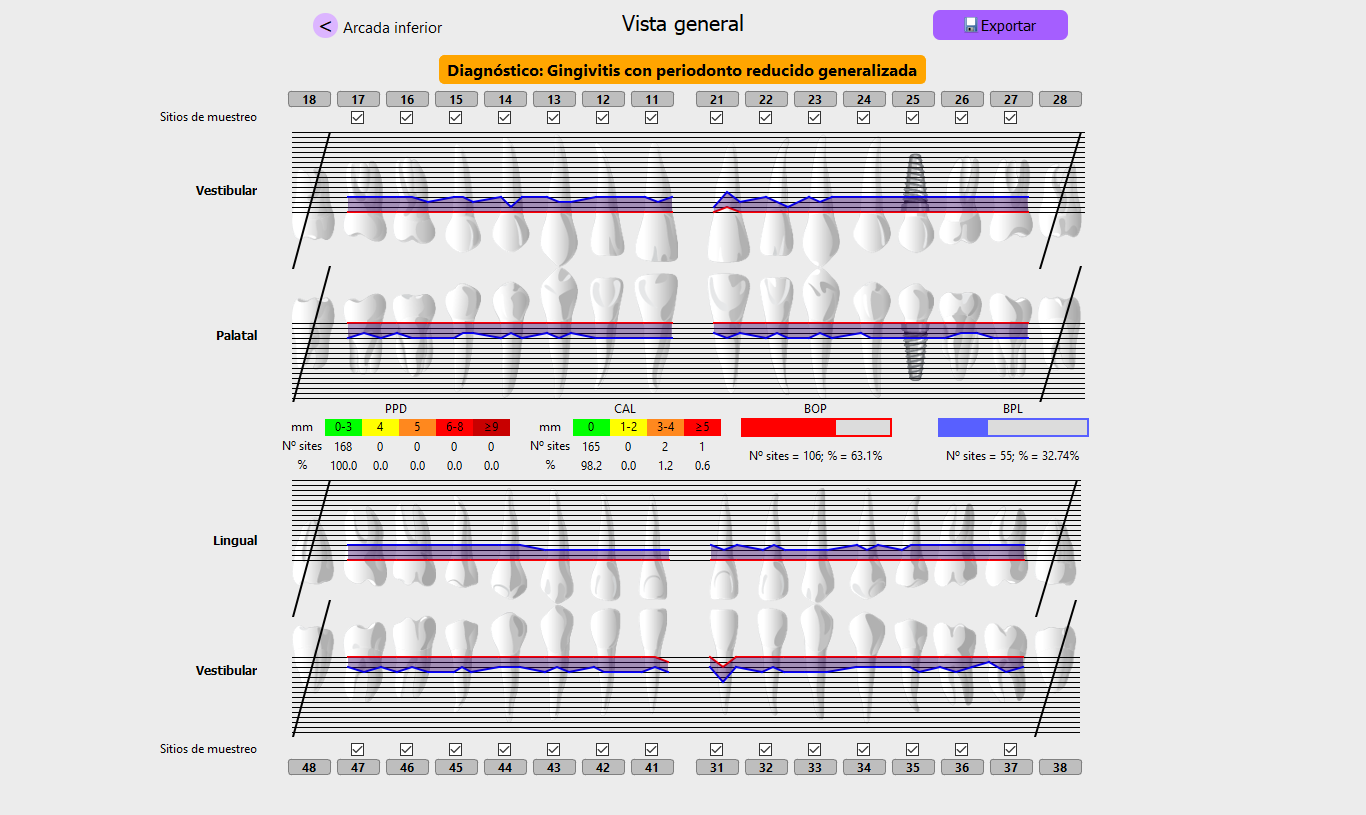 < Arcada inferior Vista general Exportar
Diagnóstico: Gingivitis con periodonto reducido generalizada
18 17 16 15 14 13 12 11 21 22 23 24 25 26 27 28
Sitios de muestreo
Vestibular
Palatal
PPD CAL BOP BPL
mm 0-3 4 5 6-8 ≥9 mm 0 1-2 3-4 ≥5
Nº sites 168 0 0 0 0 Nº sites 165 0 2 1 Nº sites = 106; % = 63.1% Nº sites = 55; % = 32.74%
% 100.0 0.0 0.0 0.0 0.0 % 98.2 0.0 1.2 0.6
Lingual
Vestibular
Sitios de muestreo
48 47 46 45 44 43 42 41 31 32 33 34 35 36 37 38